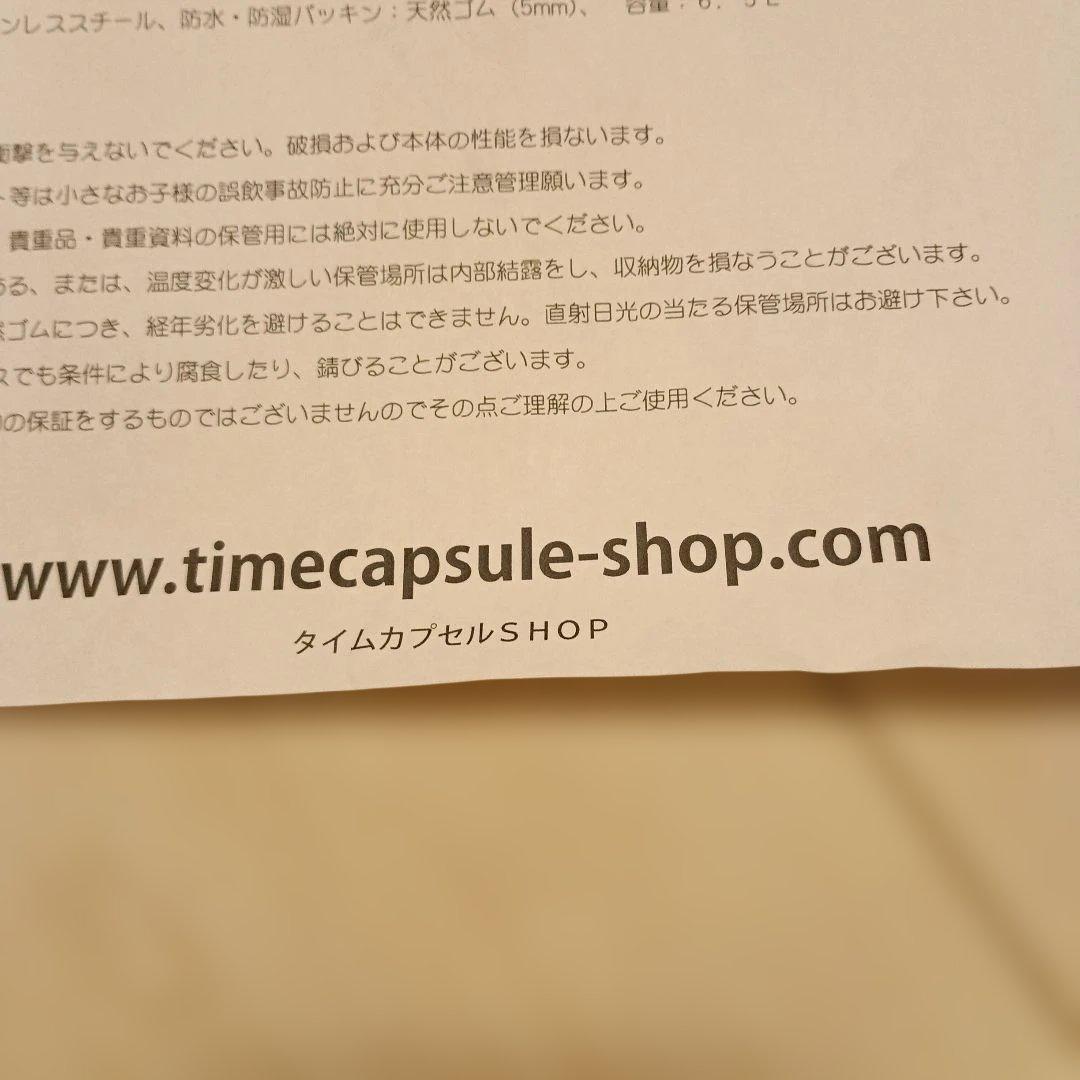 ンレススチール、防水・防湿パッキン：天然ゴム（5mm）、　容量：６．５Ｌ
衝撃を与えないでください。破損および本体の性能を損ないます。
ト等は小さなお子様の誤飲事故防止に充分ご注意管理願います。
貴重品・貴重資料の保管用には絶対に使用しないでください。
ある、または、温度変化が激しい保管場所は内部結露をし、収納物を損なうことがございます。
然ゴムにつき、経年劣化を避けることはできません。直射日光の当たる保管場所はお避け下さい。
スでも条件により腐食したり、錆びることがございます。
の保証をするものではございませんのでその点ご理解の上ご使用ください。
www.timecapsule-shop.com
タイムカプセルＳＨＯＰ